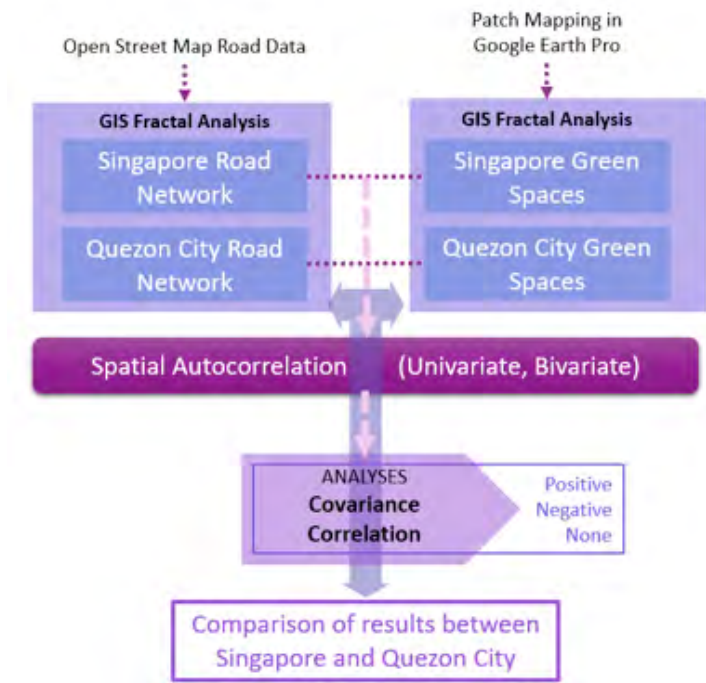 Open Street Map Road Data
Patch Mapping in
Google Earth Pro
GIS Fractal Analysis
Singapore Road
Network
Quezon City Road
Network
GIS Fractal Analysis
Singapore Green
Spaces
Quezon City Green
Spaces
Spatial Autocorrelation (Univariate, Bivariate)
ANALYSES
Covariance
Correlation
Positive
Negative
None
Comparison of results between
Singapore and Quezon City